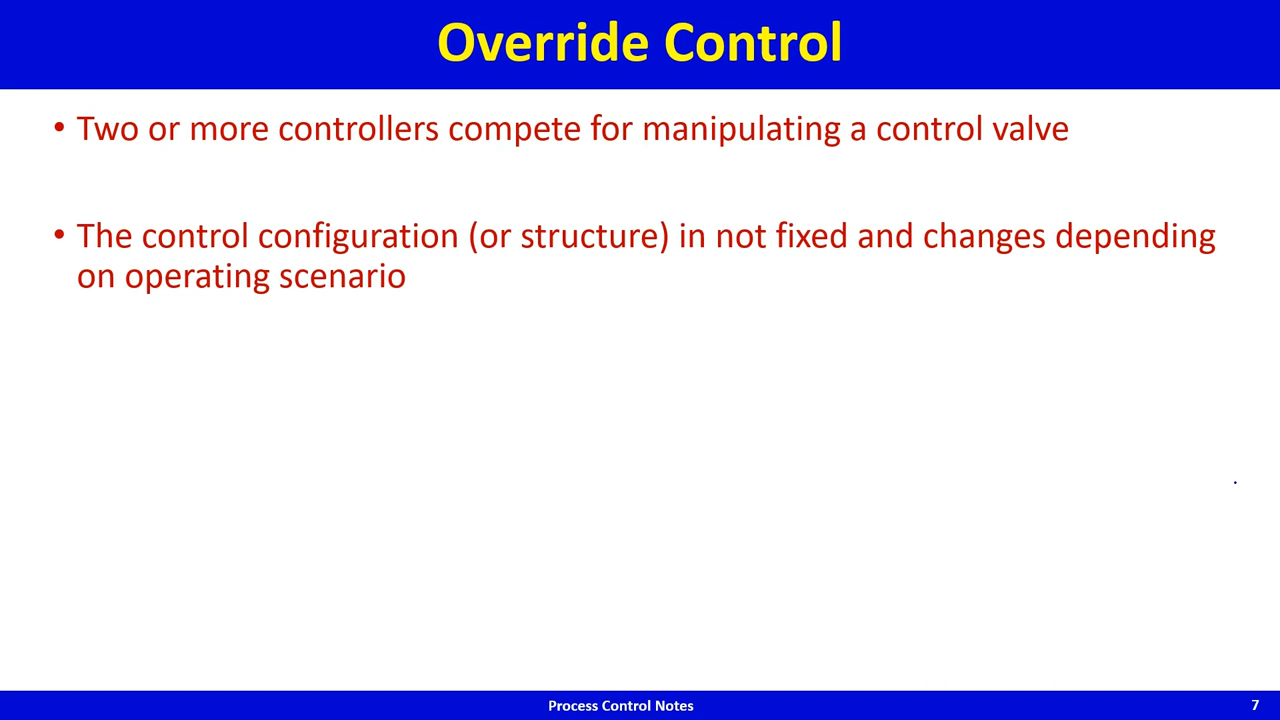 Override Control
• Two or more controllers compete for manipulating a control valve
• The control configuration (or structure) in not fixed and changes depending
on operating scenario
Process Control Notes
7